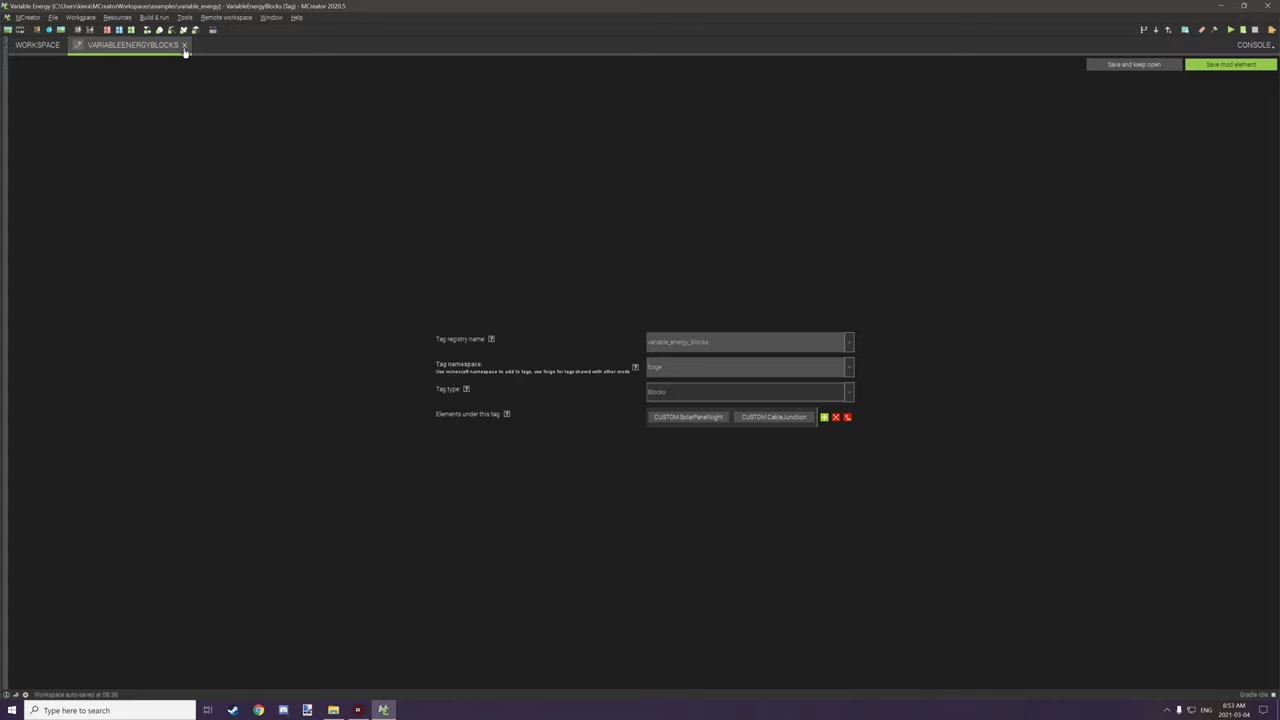 Variable Energy [C:\Users\kiera\MCreatorWorkspaces\examples\variable_energy] - VariableEnergyBlocks (Tag) - MCreator 2020.5
MCreator File Workspace Resources Build & run Tools Remote workspace Window Help
WORKSPACE VARIABLEENERGYBLOCKS CONSOLE
Save and keep open Save mod element
Tag registry name: variable_energy_blocks
Tag namespace: forge
Use minecraft namespace to add to tags, use forge for tags shared with other mods
Tag type: Blocks
Elements under this tag: CUSTOM:SolarPanelNight CUSTOM:CableJunction
Workspace auto-saved at 08:36 Gradle idle
Type here to search ENG 8:53 AM
2021-03-04